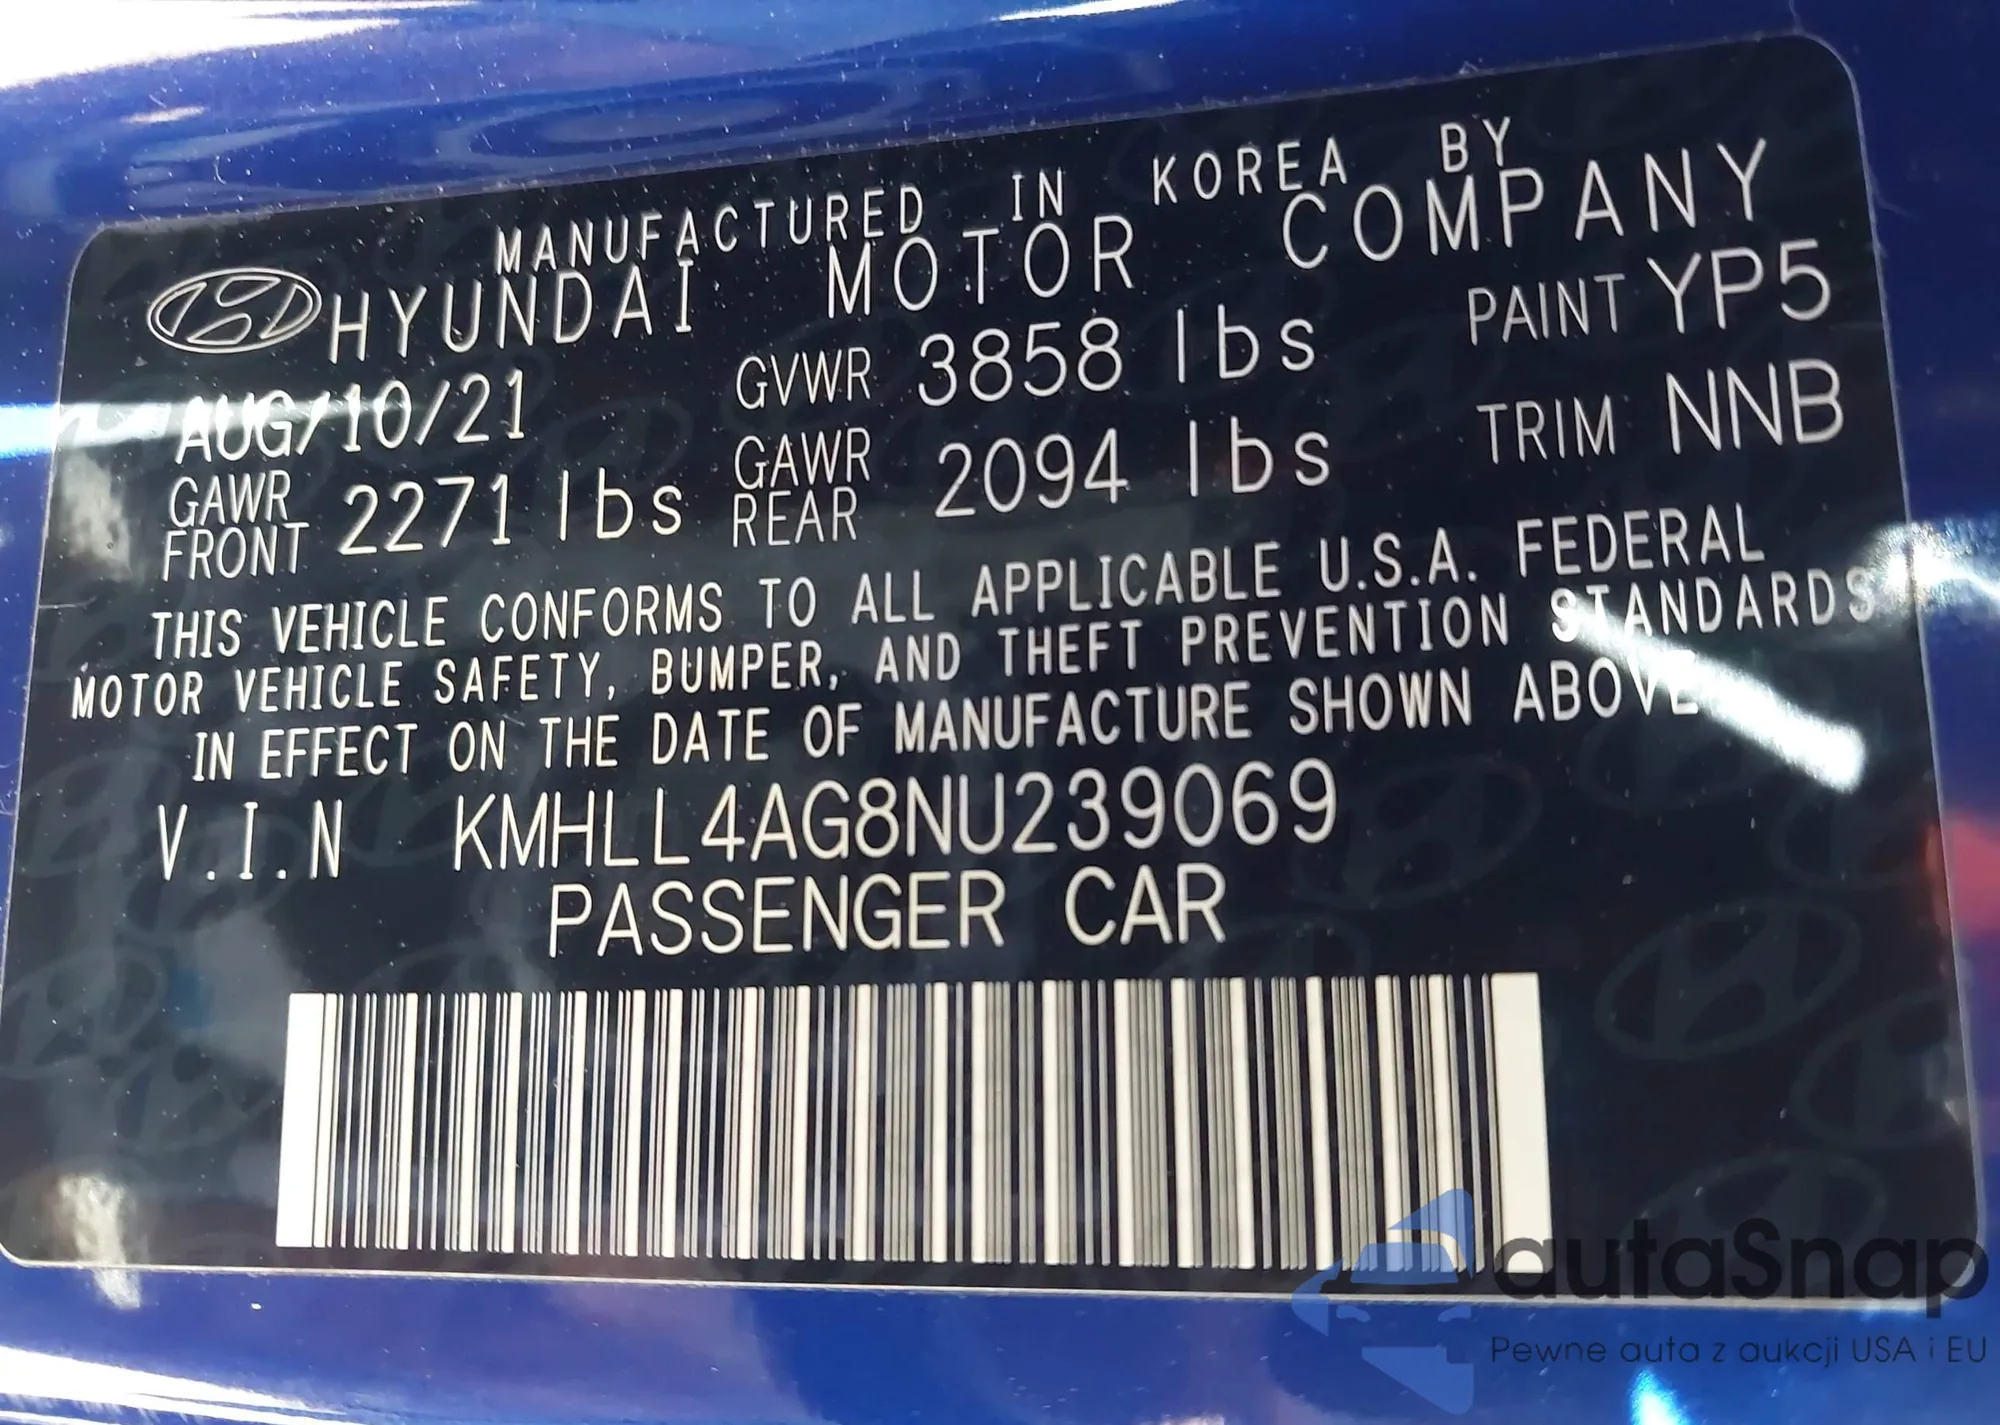 MANUFACTURED IN KOREA BY
HYUNDAI MOTOR COMPANY
AUG/10/21 GVWR 3858 lbs PAINT YP5
GAWR FRONT 2271 lbs GAWR REAR 2094 lbs TRIM NNB
THIS VEHICLE CONFORMS TO ALL APPLICABLE U.S.A. FEDERAL
MOTOR VEHICLE SAFETY, BUMPER, AND THEFT PREVENTION STANDARDS
IN EFFECT ON THE DATE OF MANUFACTURE SHOWN ABOVE
V.I.N KMHLL4AG8NU239069
PASSENGER CAR
autaSnap
Pewne auta z aukcji USA i EU